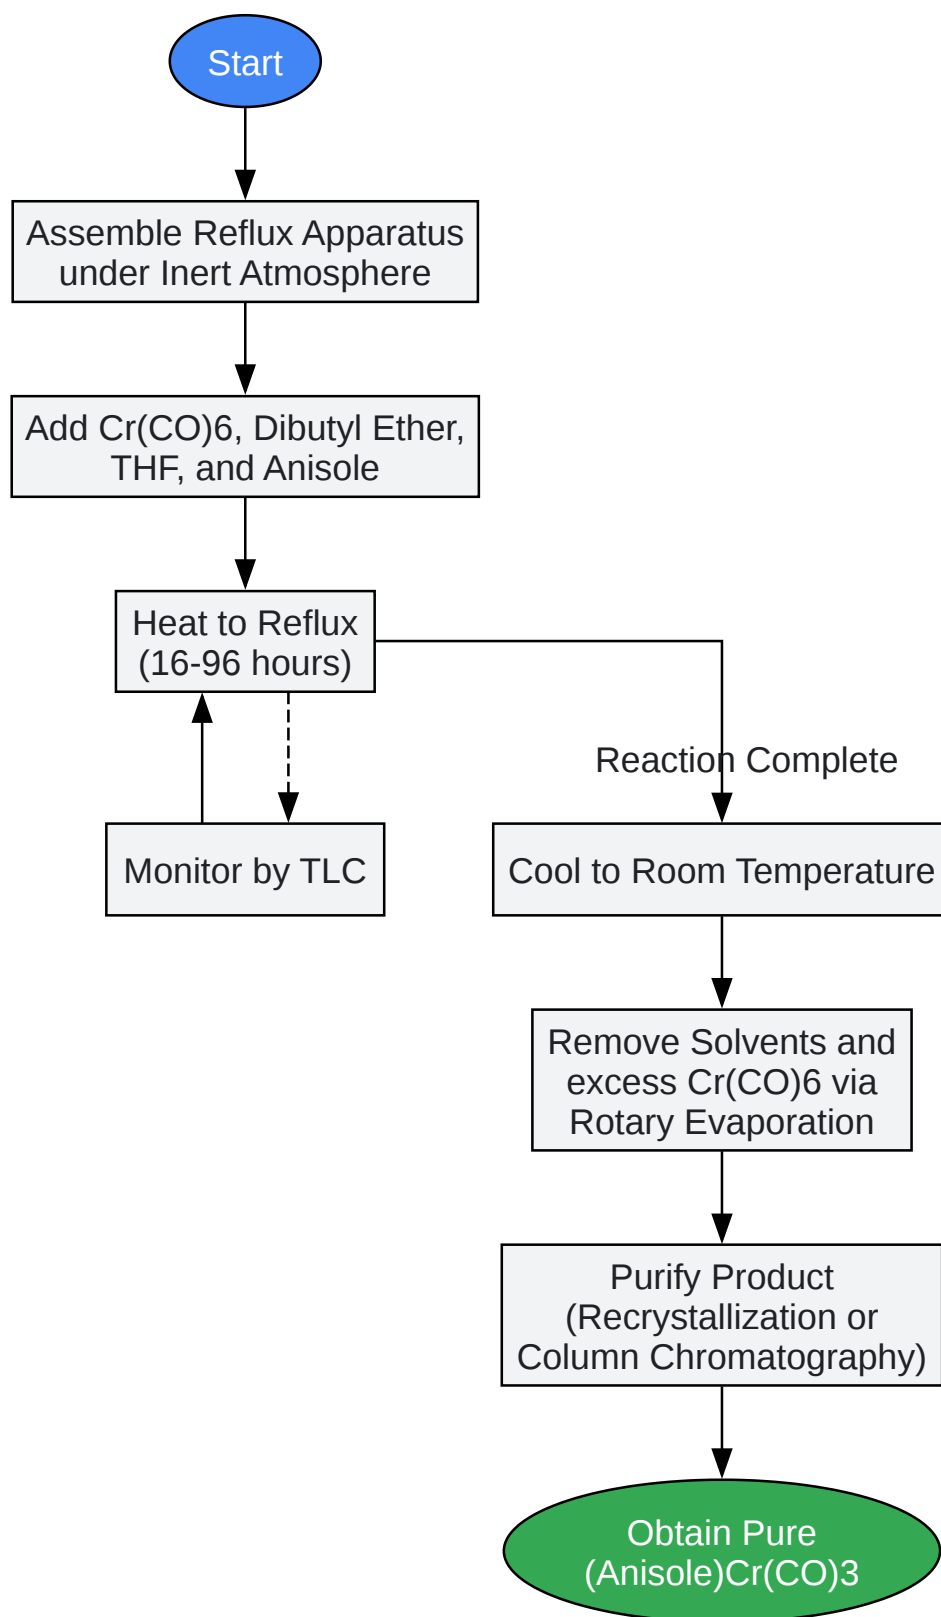 Start
Assemble Reflux Apparatus
under Inert Atmosphere
Add Cr(CO)6, Dibutyl Ether,
THF, and Anisole
Heat to Reflux
(16-96 hours)
Reaction Complete
Monitor by TLC
Cool to Room Temperature
Remove Solvents and
excess Cr(CO)6 via
Rotary Evaporation
Purify Product
(Recrystallization or
Column Chromatography)
Obtain Pure
(Anisole)Cr(CO)3